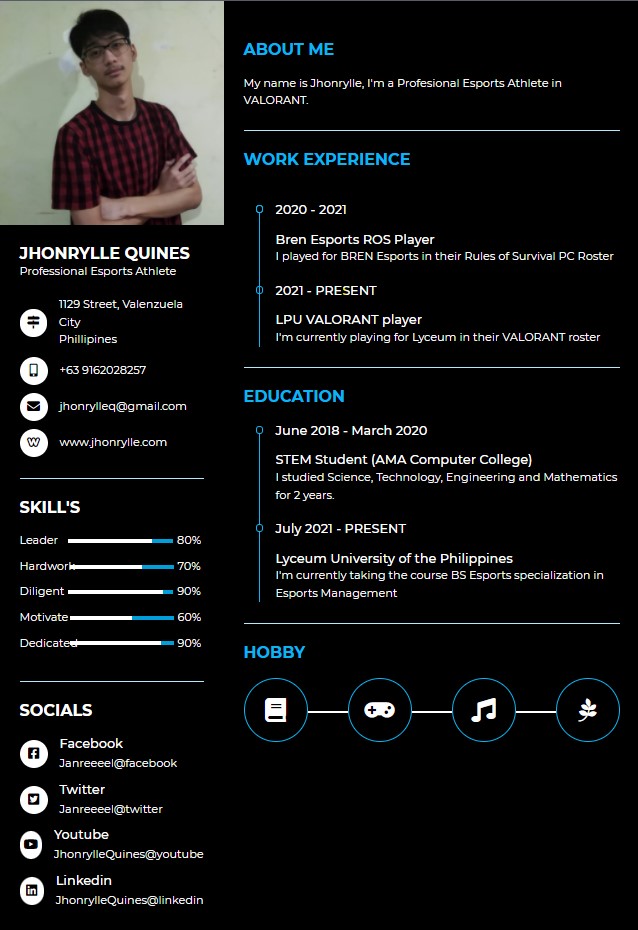 JHONRYLLE QUINES
Professional Esports Athlete
1129 Street, Valenzuela
City
Phillipines
+63 9162028257
jhonrylleq@gmail.com
www.jhonrylle.com
SKILL'S
Leader 80%
Hardwork 70%
Diligent 90%
Motivate 60%
Dedicated 90%
SOCIALS
Facebook
Janreeeel@facebook
Twitter
Janreeeel@twitter
Youtube
JhonrylleQuines@youtube
Linkedin
JhonrylleQuines@linkedin
ABOUT ME
My name is Jhonrylle, I'm a Profesional Esports Athlete in
VALORANT.
WORK EXPERIENCE
2020 - 2021
Bren Esports ROS Player
I played for BREN Esports in their Rules of Survival PC Roster
2021 - PRESENT
LPU VALORANT player
I'm currently playing for Lyceum in their VALORANT roster
EDUCATION
June 2018 - March 2020
STEM Student (AMA Computer College)
I studied Science, Technology, Engineering and Mathematics
for 2 years.
July 2021 - PRESENT
Lyceum University of the Philippines
I'm currently taking the course BS Esports specialization in
Esports Management
HOBBY